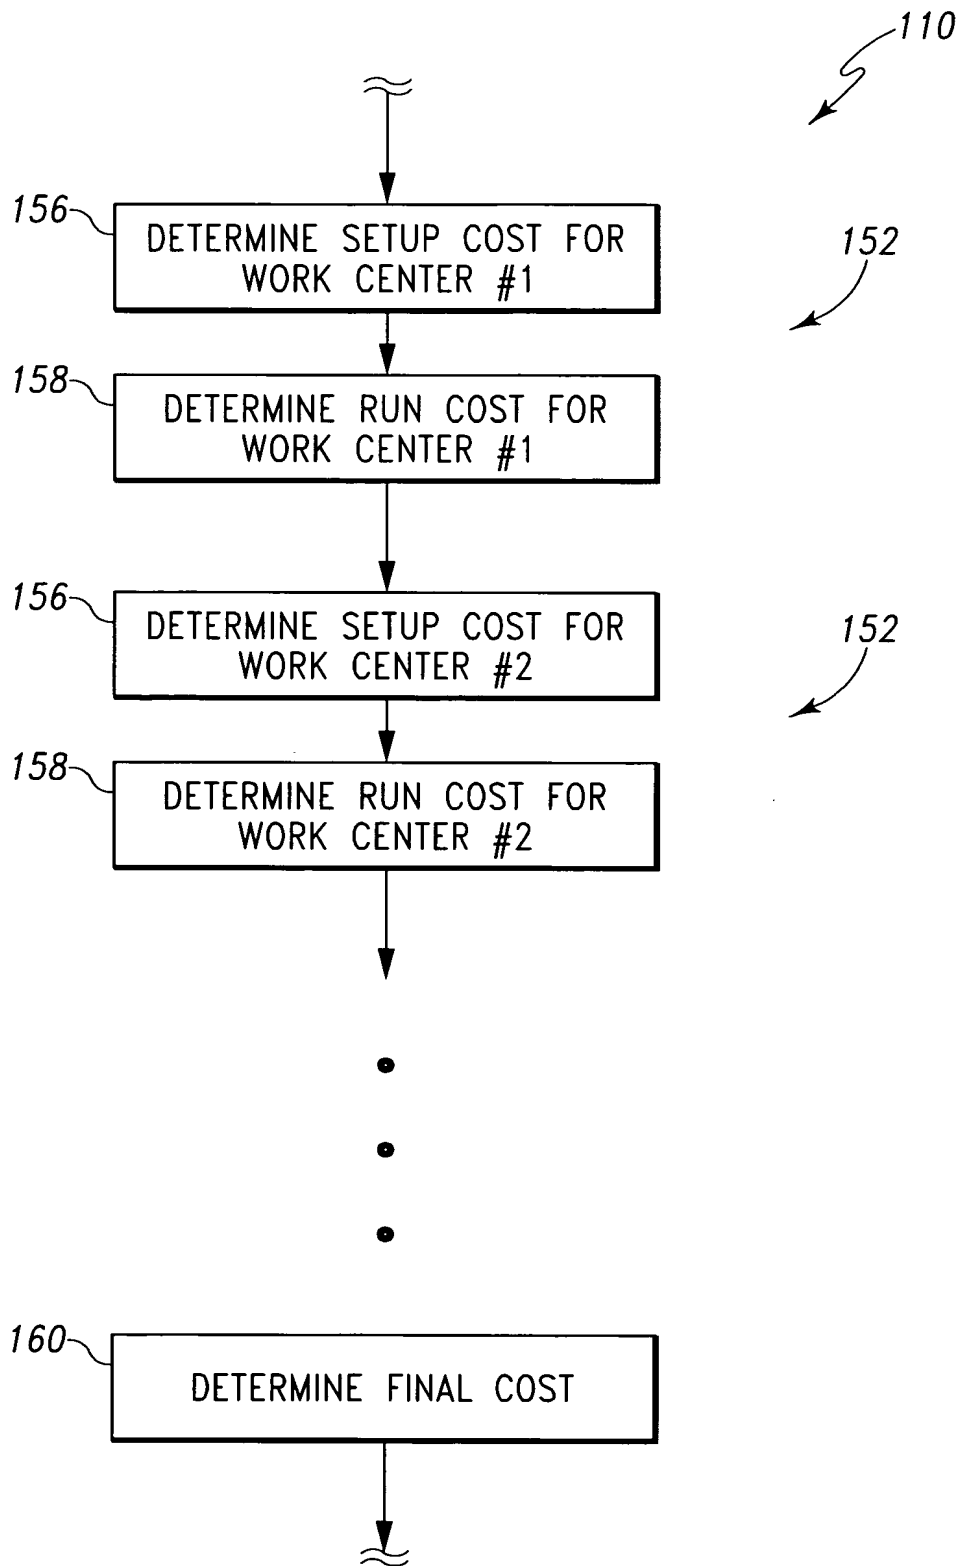 110
156
DETERMINE SETUP COST FOR
WORK CENTER #1
152
158
DETERMINE RUN COST FOR
WORK CENTER #1
156
DETERMINE SETUP COST FOR
WORK CENTER #2
152
158
DETERMINE RUN COST FOR
WORK CENTER #2
160
DETERMINE FINAL COST